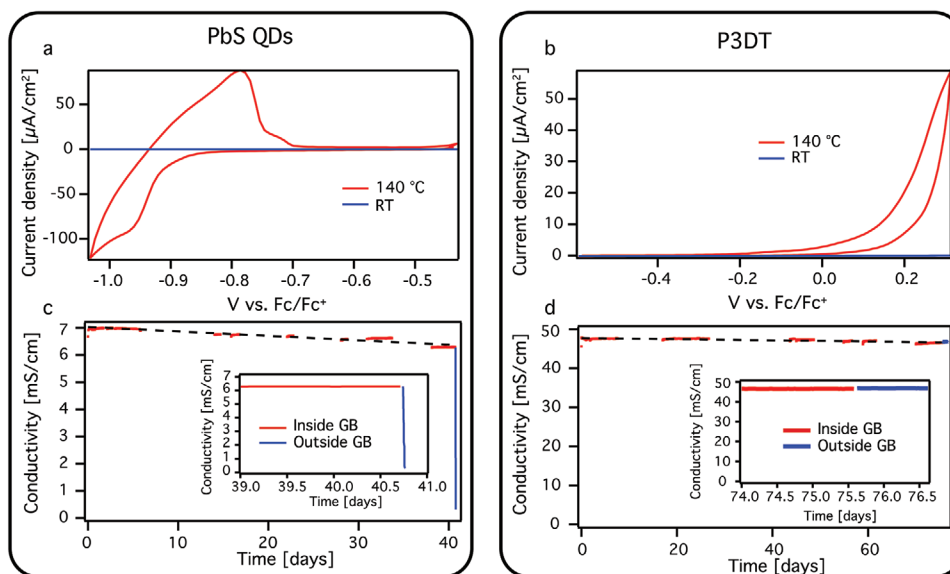 PbS QDs
a
Current density [µA/cm²]
50
0
-50
-100
140 °C
RT
-1.0 -0.9 -0.8 -0.7 -0.6 -0.5
V vs. Fc/Fc⁺
c
Conductivity [mS/cm]
7
6
5
4
3
2
1
0
0 10 20 30 40
Time [days]
Conductivity [mS/cm]
6
5
4
3
2
1
0
Inside GB
Outside GB
39.0 39.5 40.0 40.5 41.0
Time [days]
P3DT
b
Current density [µA/cm²]
50
40
30
20
10
0
140 °C
RT
-0.4 -0.2 0.0 0.2
V vs. Fc/Fc⁺
d
Conductivity [mS/cm]
50
40
30
20
10
0
0 20 40 60
Time [days]
Conductivity [mS/cm]
50
40
30
20
10
0
Inside GB
Outside GB
74.0 74.5 75.0 75.5 76.0 76.5
Time [days]